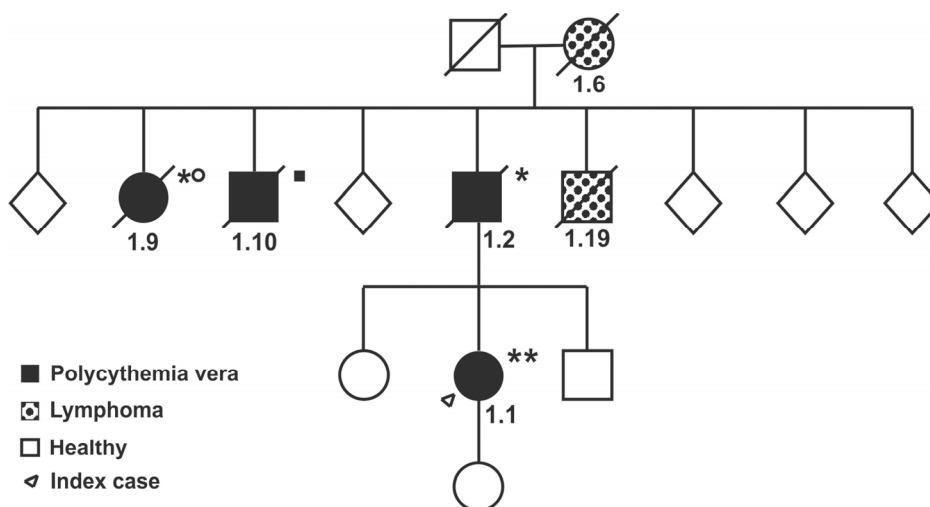 1.6
*○ ■ *
1.9 1.10 1.2 1.19
**
1.1
Polycythemia vera
Lymphoma
Healthy
Index case